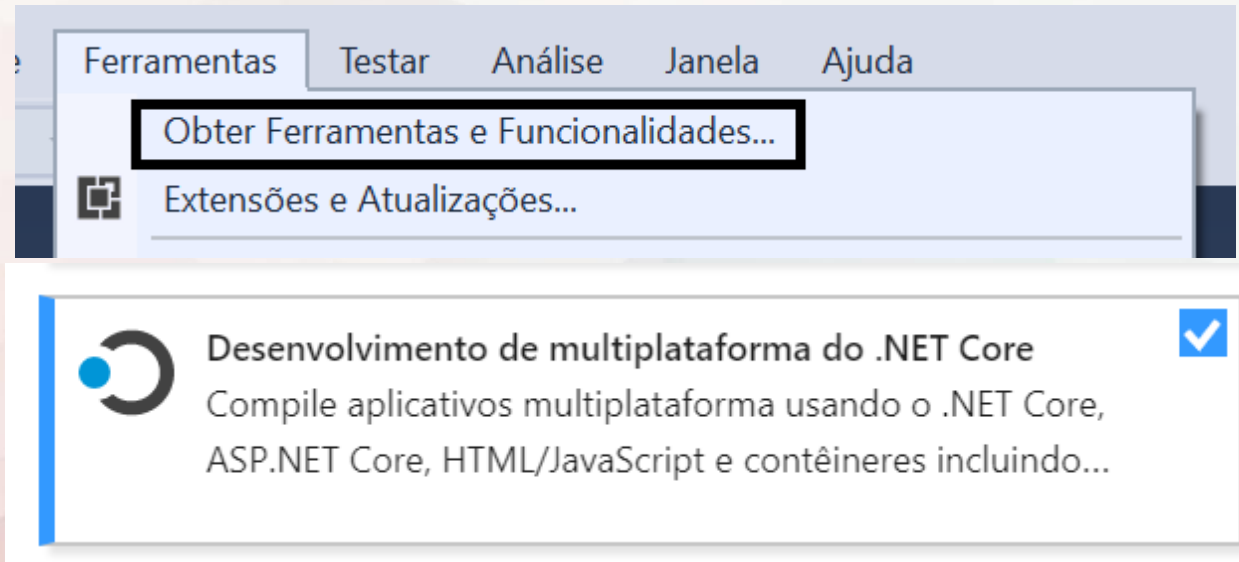 e Ferramentas Testar Análise Janela Ajuda
Obter Ferramentas e Funcionalidades...
Extensões e Atualizações...
Desenvolvimento de multiplataforma do .NET Core
Compile aplicativos multiplataforma usando o .NET Core,
ASP.NET Core, HTML/JavaScript e contêineres incluindo...